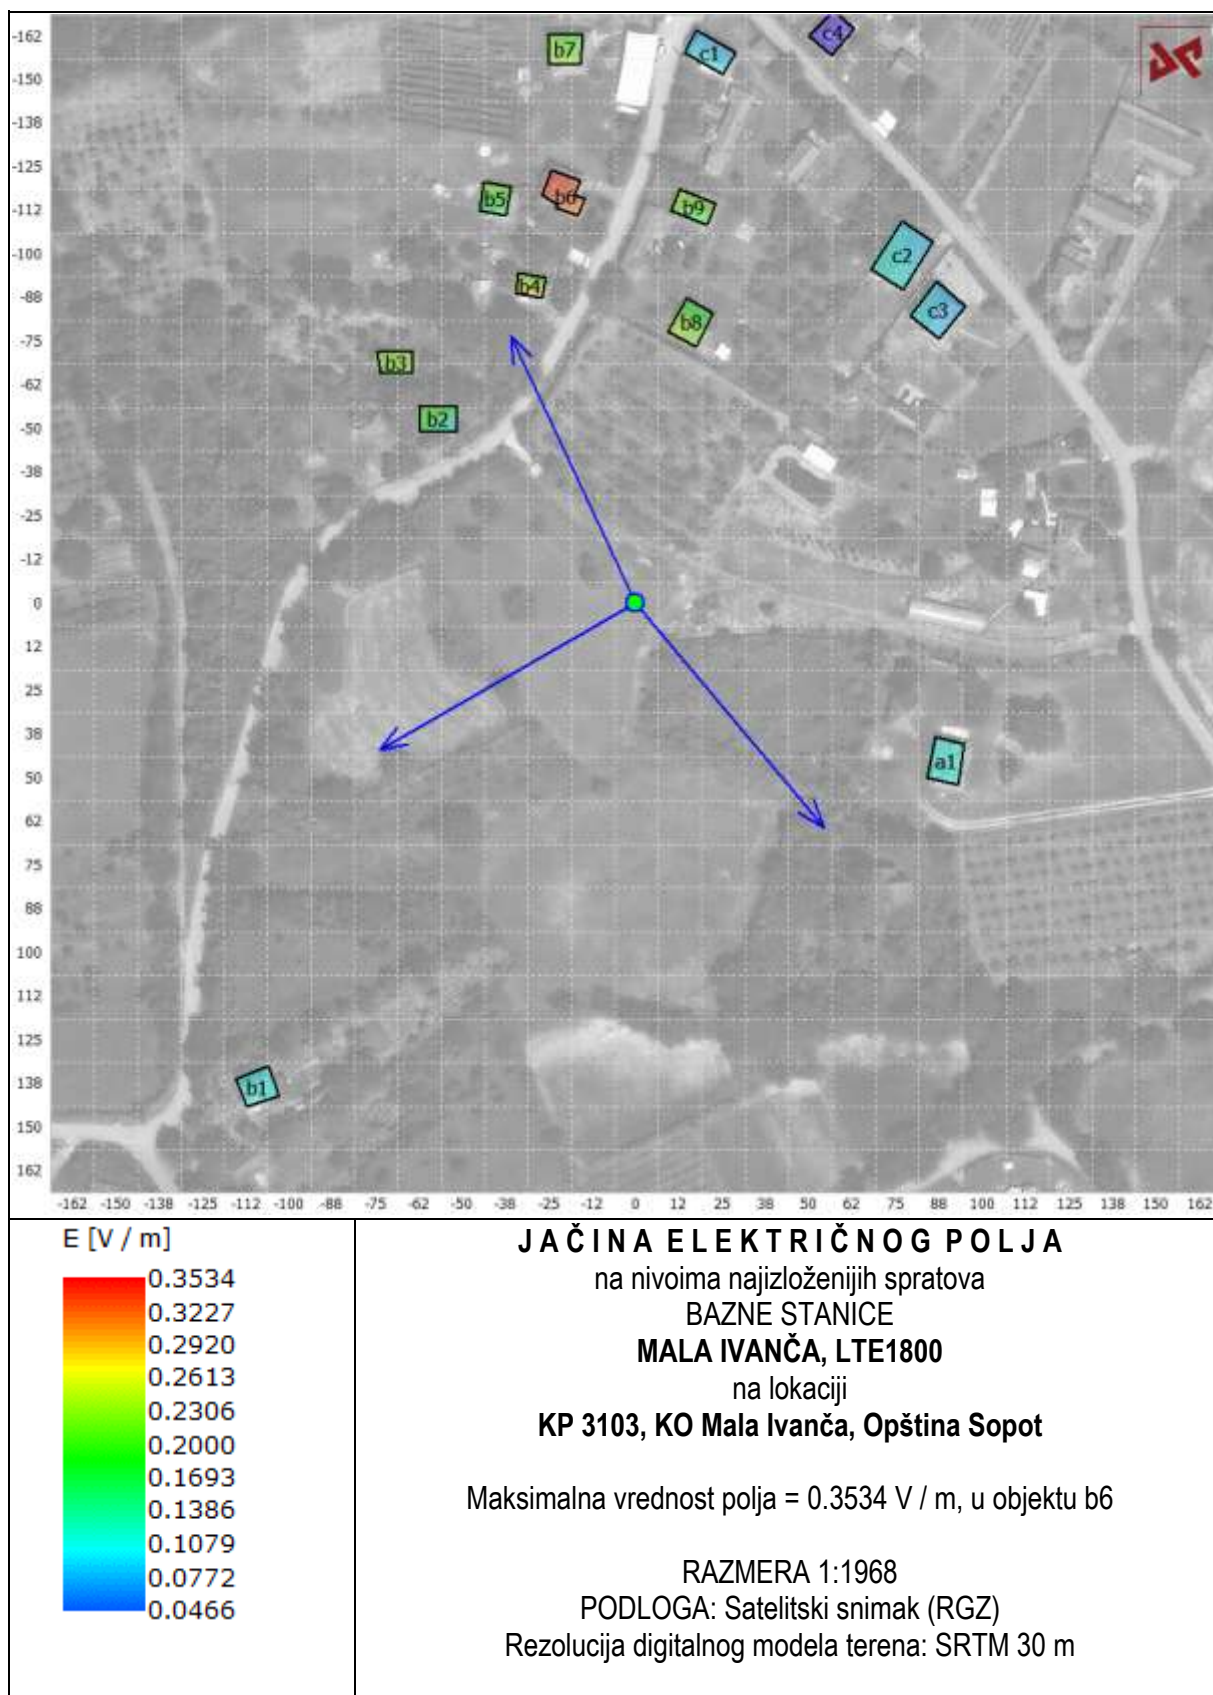 -162
-150
-138
-125
-112
-100
-88
-75
-62
-50
-38
-25
-12
0
12
25
38
50
62
75
88
100
112
125
138
150
162
b7
c1
c4
b5
b6
b9
c2
b4
c3
b8
b3
b2
a1
b1
-162 -150 -138 -125 -112 -100 -88 -75 -62 -50 -38 -25 -12 0 12 25 38 50 62 75 88 100 112 125 138 150 162
E [V / m]
0.3534
0.3227
0.2920
0.2613
0.2306
0.2000
0.1693
0.1386
0.1079
0.0772
0.0466
J A Č I N A E L E K T R I Č N O G P O L J A
na nivoima najizloženijih spratova
BAZNE STANICE
MALA IVANČA, LTE1800
na lokaciji
KP 3103, KO Mala Ivanča, Opština Sopot
Maksimalna vrednost polja = 0.3534 V / m, u objektu b6
RAZMERA 1:1968
PODLOGA: Satelitski snimak (RGZ)
Rezolucija digitalnog modela terena: SRTM 30 m